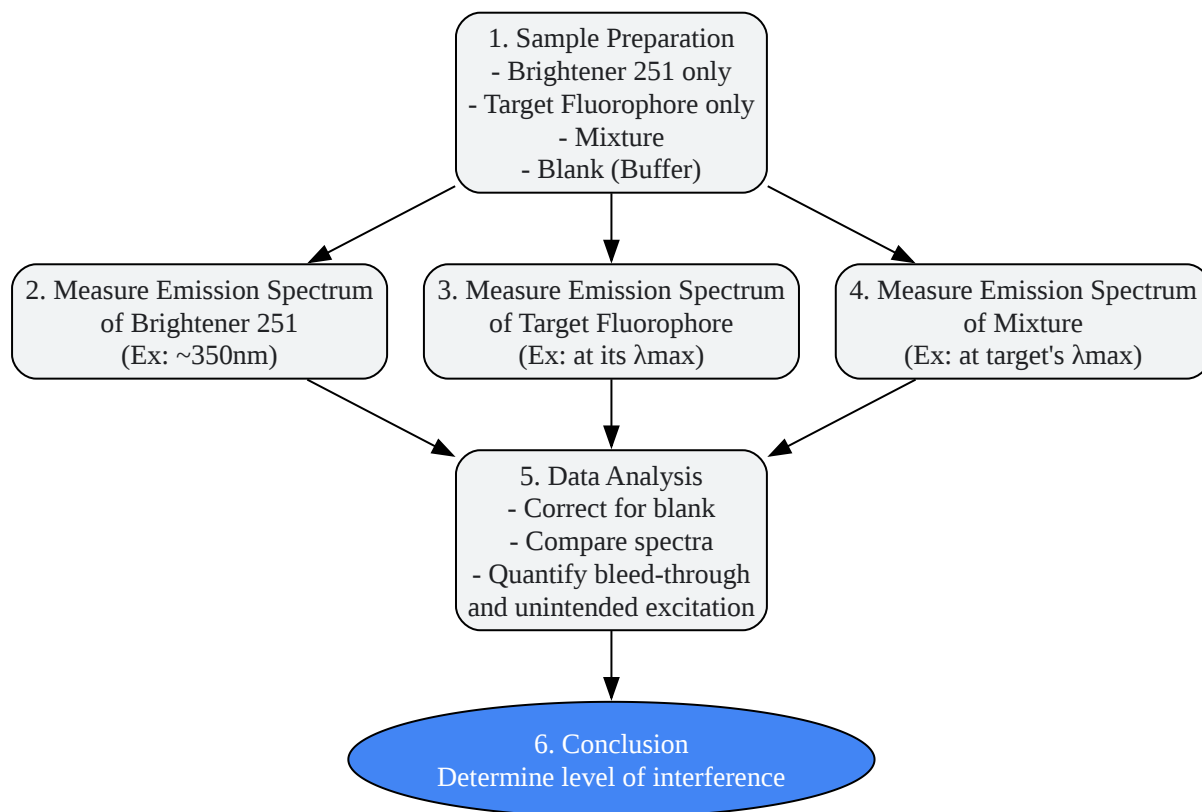 1. Sample Preparation
- Brightener 251 only
- Target Fluorophore only
- Mixture
- Blank (Buffer)
2. Measure Emission Spectrum
of Brightener 251
(Ex: ~350nm)
3. Measure Emission Spectrum
of Target Fluorophore
(Ex: at its λmax)
4. Measure Emission Spectrum
of Mixture
(Ex: at target's λmax)
5. Data Analysis
- Correct for blank
- Compare spectra
- Quantify bleed-through
and unintended excitation
6. Conclusion
Determine level of interference